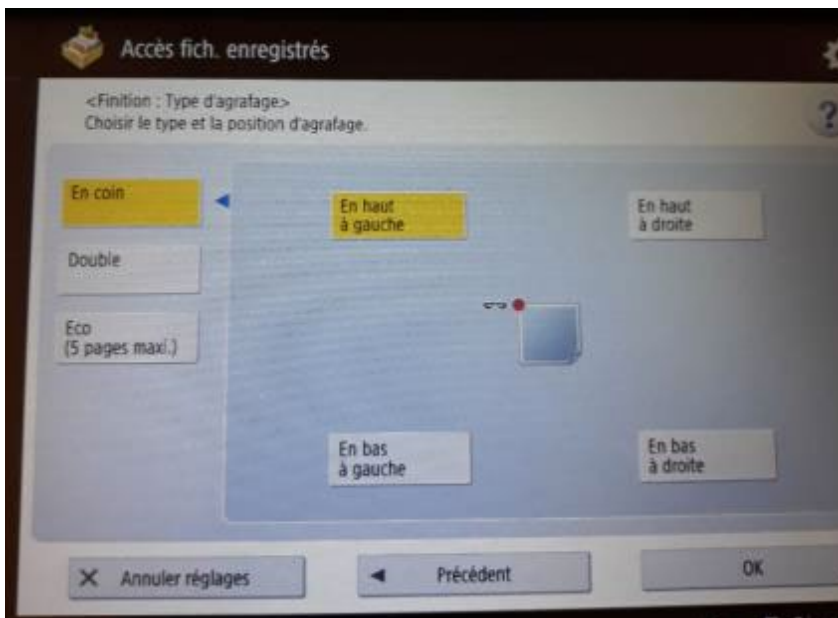 Accès fich. enregistrés
<Finition : Type d'agrafage>
Choisir le type et la position d'agrafage.
?
En coin
En haut
à gauche
En haut
à droite
Double
Eco
(5 pages maxi.)
En bas
à gauche
En bas
à droite
Annuler réglages
Précédent
OK